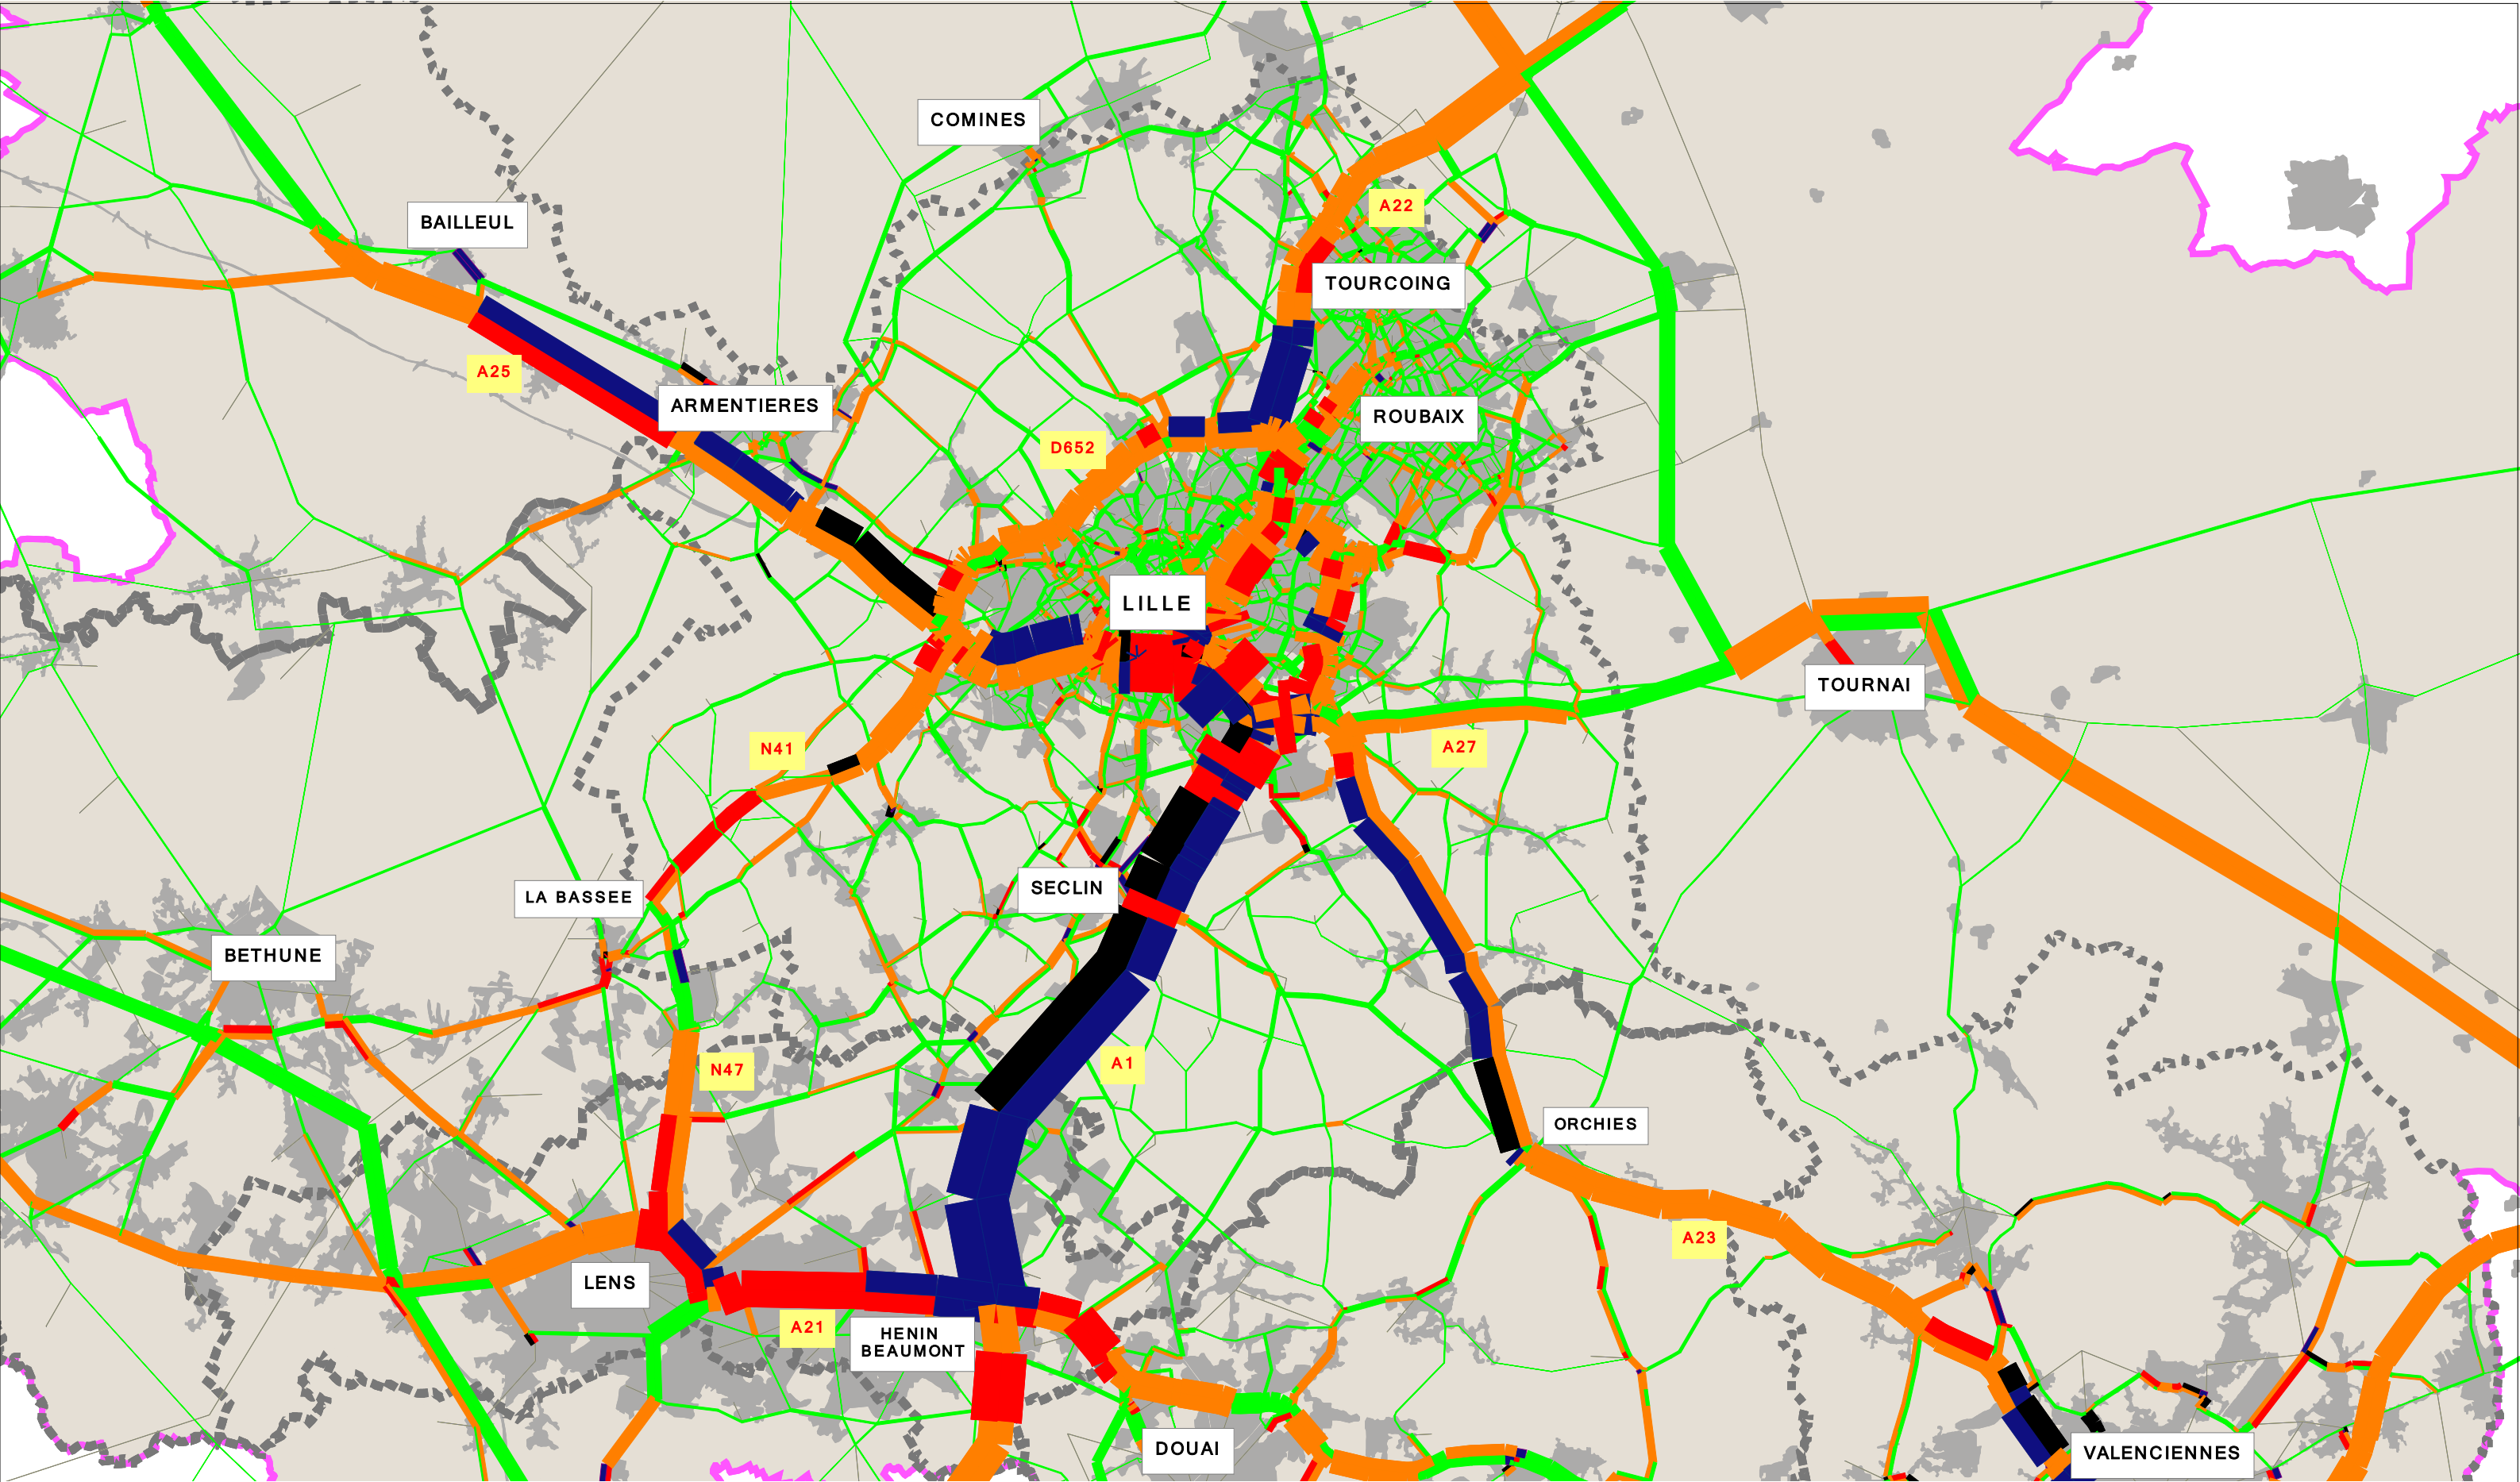 COMINES
A22
BAILLEUL
TOURCOING
A25
ARMENTIERES
ROUBAIX
D652
LILLE
TOURNAI
N41
A27
SECLIN
LA BASSEE
BETHUNE
N47
A1
ORCHIES
A23
LENS
A21
HENIN
BEAUMONT
DOUAI
VALENCIENNES